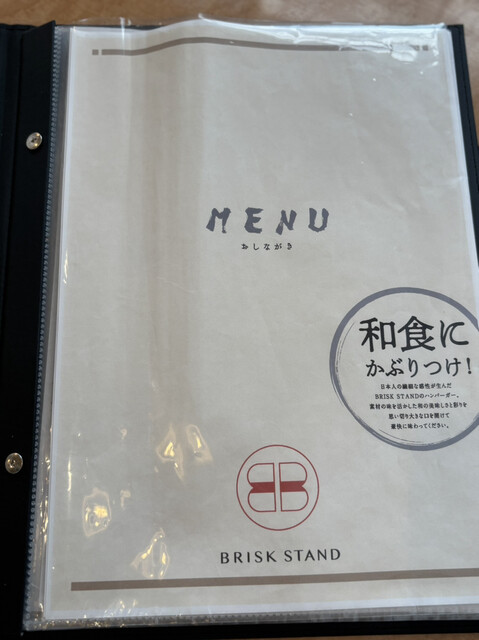 MENU
おしながき
和食に
かぶりつけ!
日本人の繊細な感性が生んだ
BRISK STANDのハンバーガー。
素材の味を活かした和の美味しさと彩りを
思い切り大きな口を開けて
豪快に味わってください。
BRISK STAND